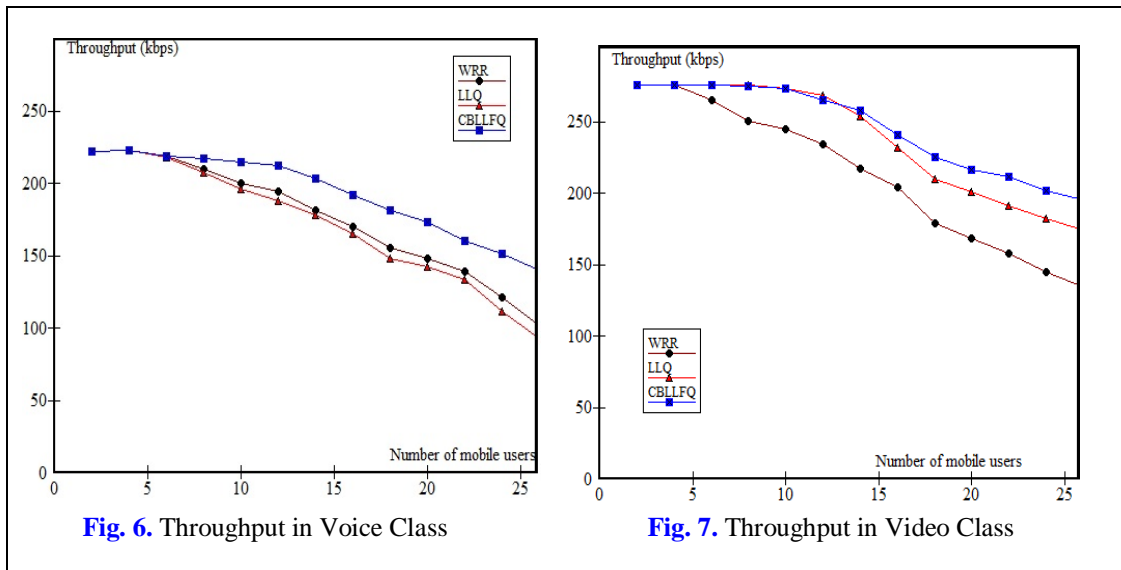 Throughput (kbps)
WRR
LLQ
CBLLFQ
250
200
150
100
50
0
Number of mobile users
0 5 10 15 20 25
Fig. 6. Throughput in Voice Class
Throughput (kbps)
250
200
150
100
50
0
WRR
LLQ
CBLLFQ
Number of mobile users
0 5 10 15 20 25
Fig. 7. Throughput in Video Class